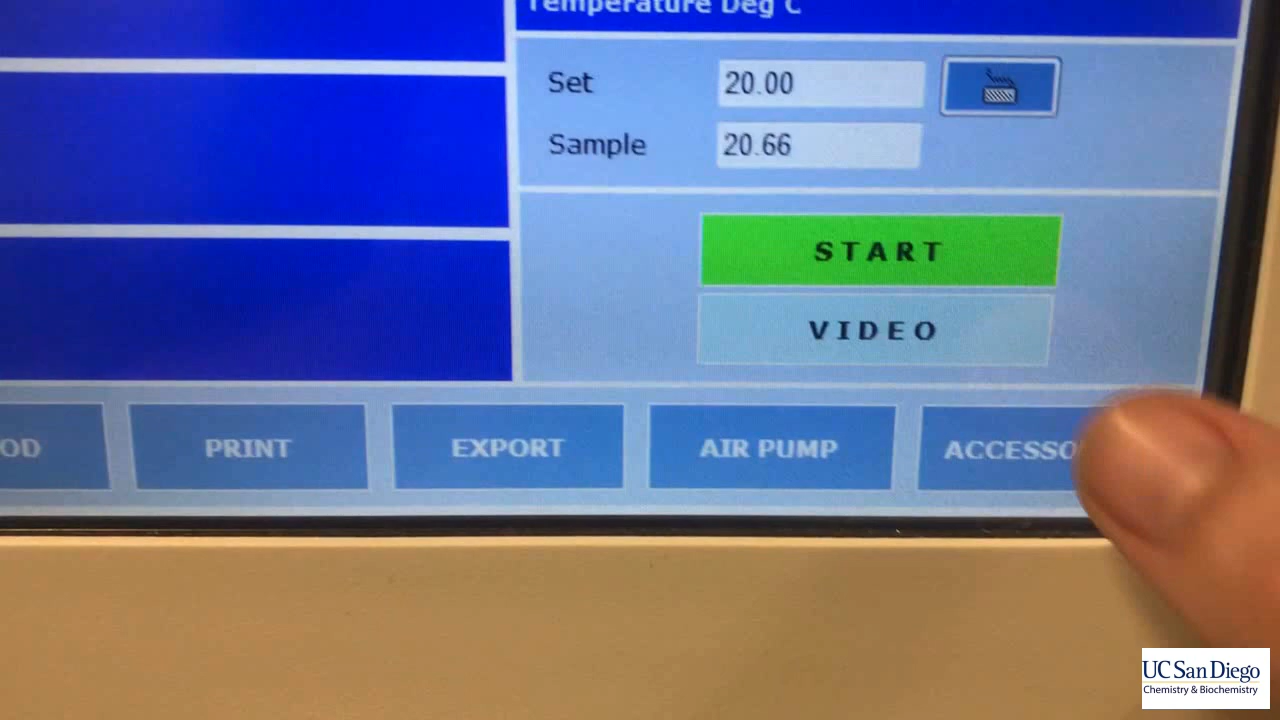 Temperature Deg C
Set 20.00
Sample 20.66
START
VIDEO
OD PRINT EXPORT AIR PUMP ACCESSO
UC San Diego
Chemistry & Biochemistry